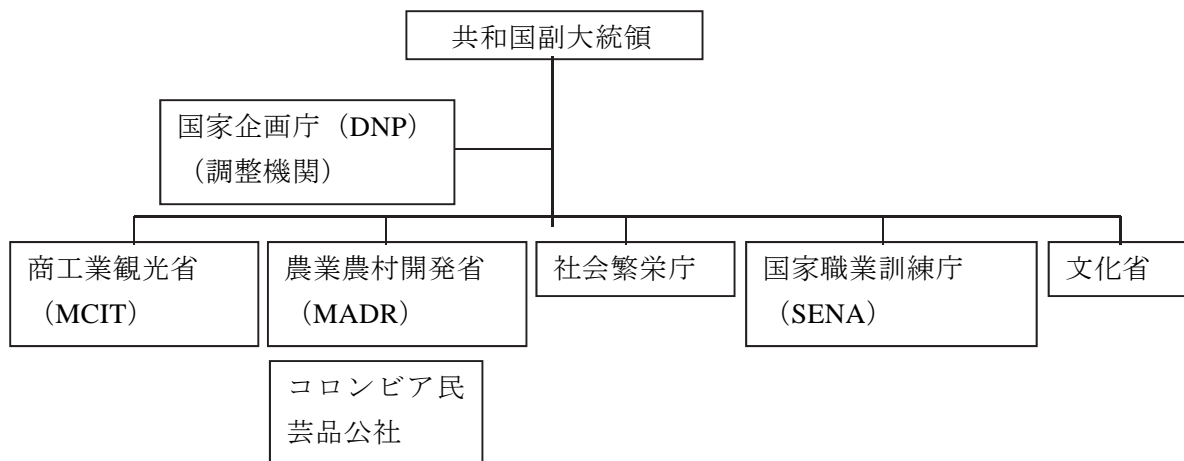 共和国副大統領
国家企画庁（DNP）
（調整機関）
商工業観光省
（MCIT）
農業農村開発省
（MADR）
社会繁栄庁
国家職業訓練庁
（SENA）
文化省
コロンビア民
芸品公社